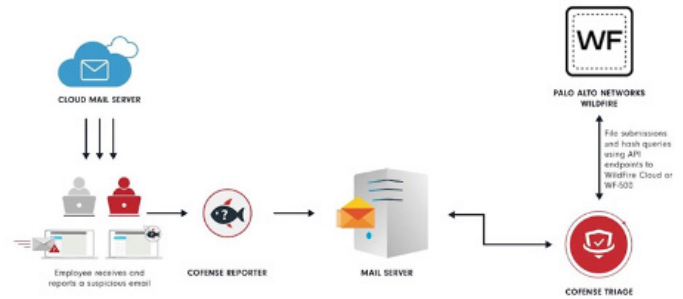 WF
CLOUD MAIL SERVER
PALO ALTO NETWORKS
WILDFIRE
File submissions
and hash queries
using API
endpoints to
Wildfire Cloud or
WF-500
?
Employee receives and
reports a suspicious email
COFENSE REPORTER
MAIL SERVER
COFENSE TRIAGE